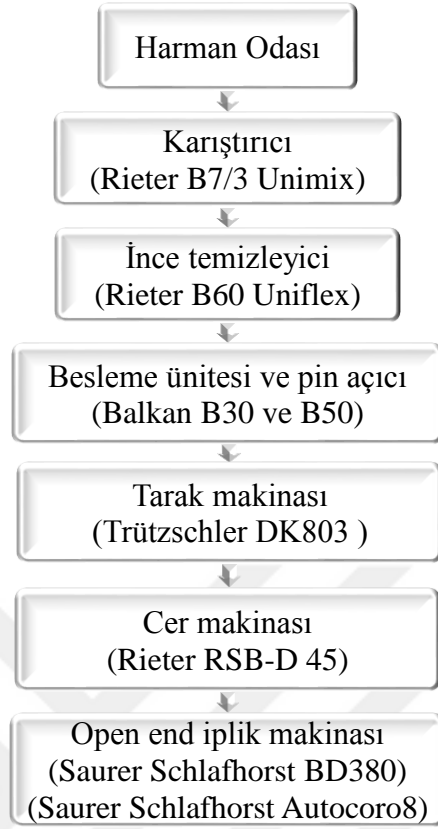 Harman Odası
Karıştırıcı
(Rieter B7/3 Unimix)
İnce temizleyici
(Rieter B60 Uniflex)
Besleme ünitesi ve pin açıcı
(Balkan B30 ve B50)
Tarak makinası
(Trützschler DK803 )
Cer makinası
(Rieter RSB-D 45)
Open end iplik makinası
(Saurer Schlafhorst BD380)
(Saurer Schlafhorst Autocoro8)